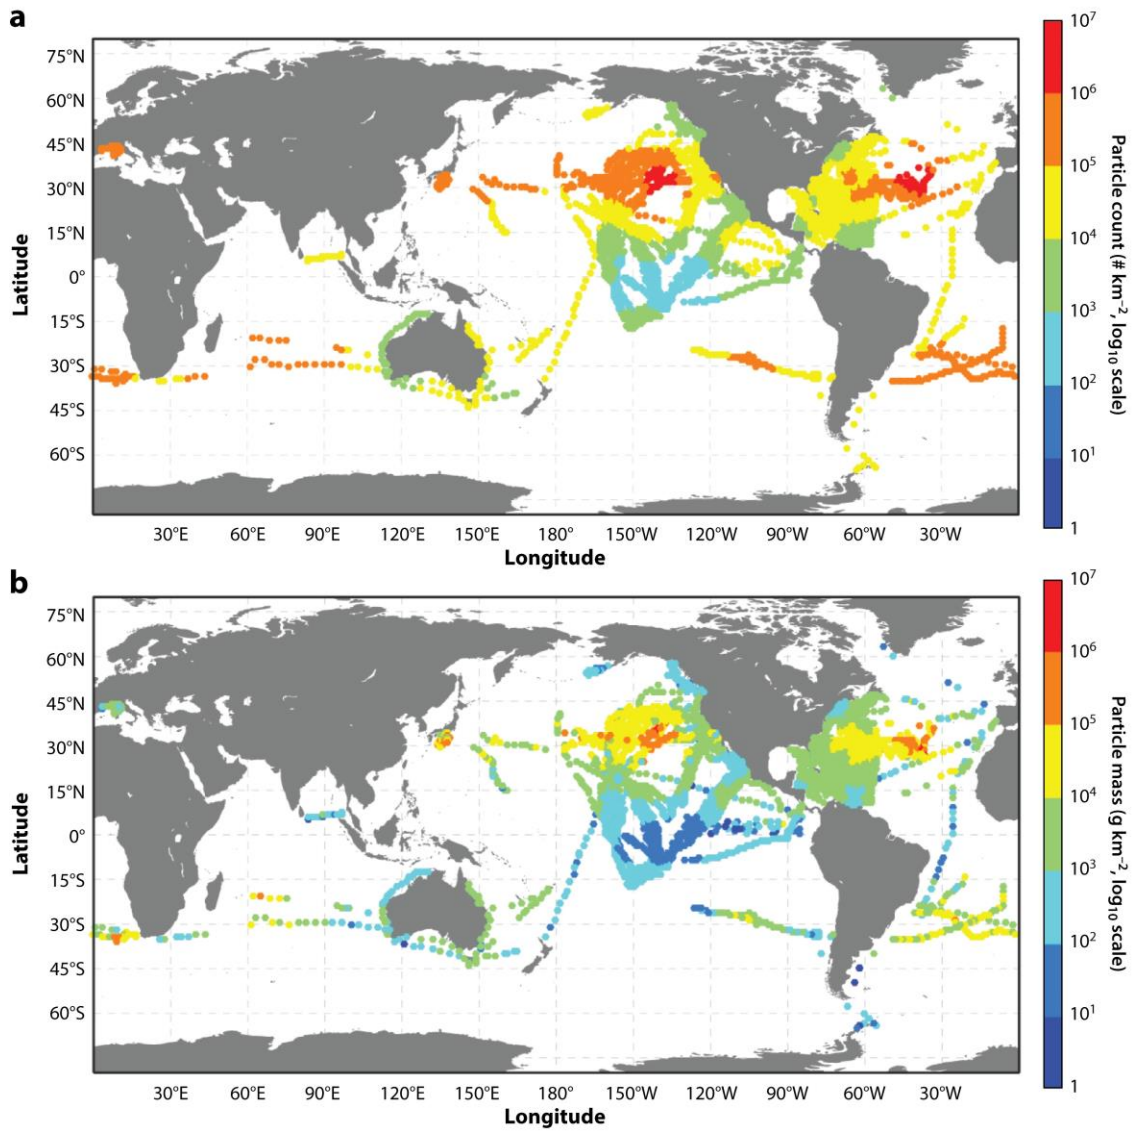 a
75°N
60°N
45°N
30°N
15°N
0°
15°S
30°S
45°S
60°S
Latitude
30°E 60°E 90°E 120°E 150°E 180° 150°W 120°W 90°W 60°W 30°W
Longitude
10⁷
10⁶
10⁵
10⁴
10³
10²
10¹
1
Particle count (# km⁻², log₁₀ scale)
b
75°N
60°N
45°N
30°N
15°N
0°
15°S
30°S
45°S
60°S
Latitude
30°E 60°E 90°E 120°E 150°E 180° 150°W 120°W 90°W 60°W 30°W
Longitude
10⁷
10⁶
10⁵
10⁴
10³
10²
10¹
1
Particle mass (g km⁻², log₁₀ scale)